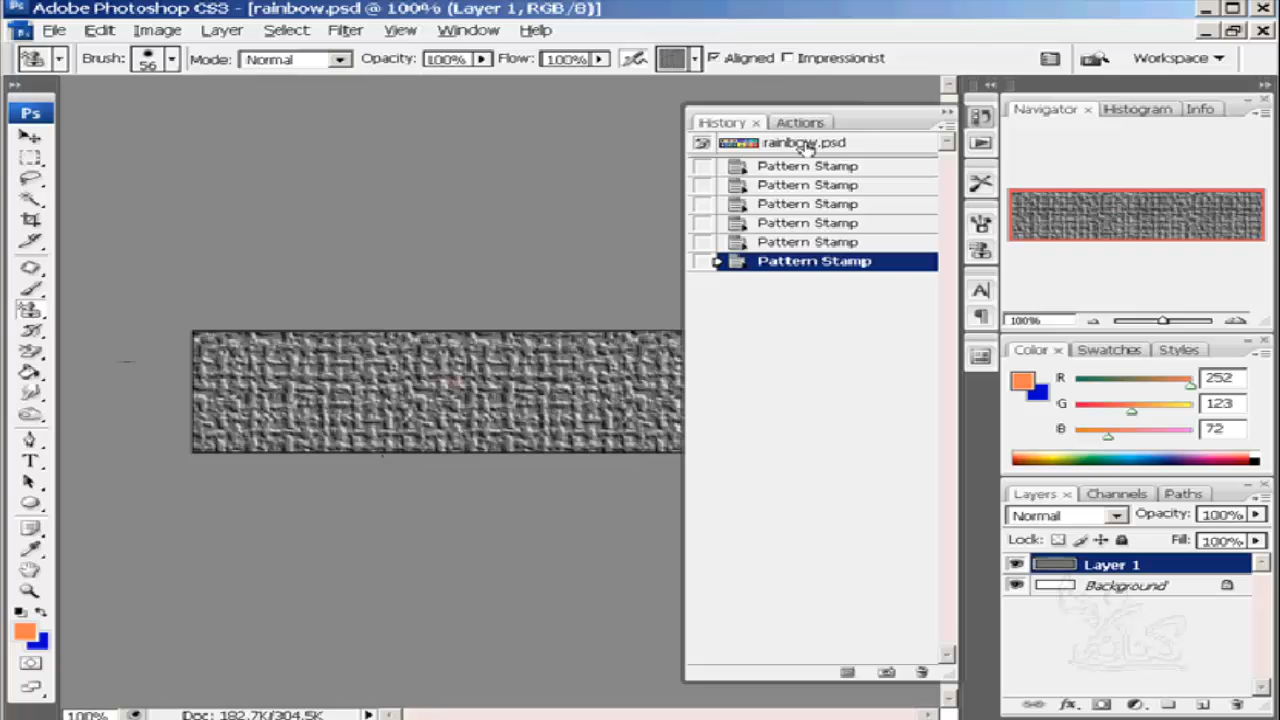 Adobe Photoshop CS3 - [rainbow.psd @ 100% (Layer 1,RGB/8)]
File Edit Image Layer Select Filter View Window Help
Brush: 56 Mode: Normal Opacity: 100% Flow: 100% Aligned Impressionist Workspace
Ps
History Actions
rainbow.psd
Pattern Stamp
Pattern Stamp
Pattern Stamp
Pattern Stamp
Pattern Stamp
Pattern Stamp
Navigator Histogram Info
100%
Color Swatches Styles
R 252
G 123
B 72
Layers Channels Paths
Normal Opacity: 100%
Lock: Fill: 100%
Layer 1
Background
100% Doc: 182.7K/304.5K